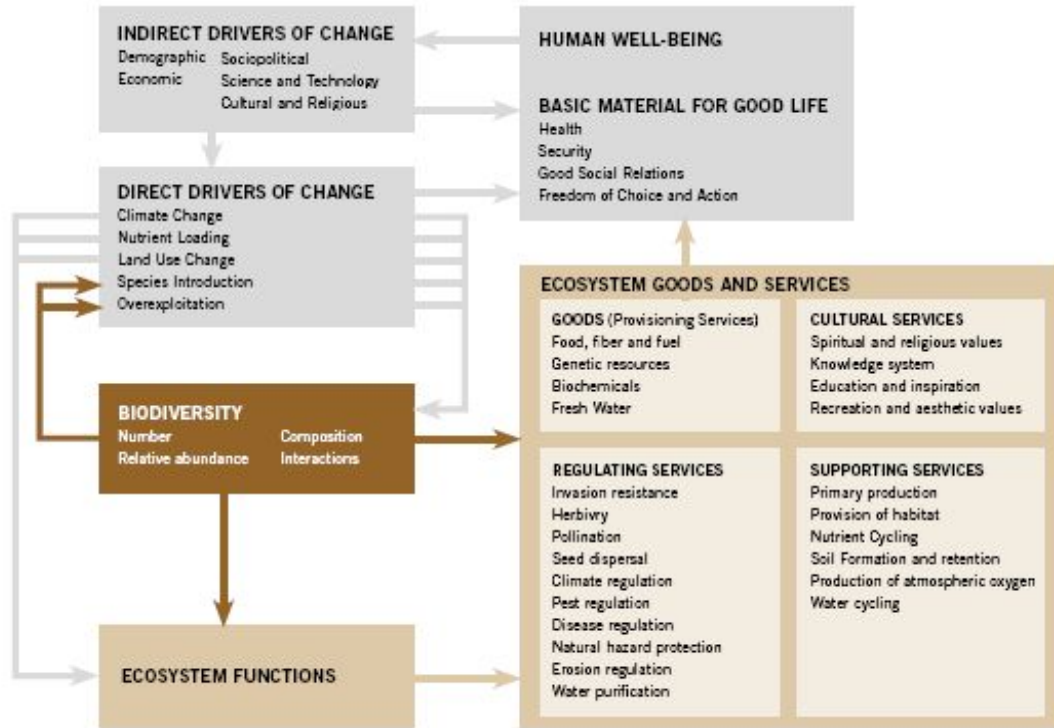 INDIRECT DRIVERS OF CHANGE
Demographic
Economic
Sociopolitical
Science and Technology
Cultural and Religious
HUMAN WELL-BEING
BASIC MATERIAL FOR GOOD LIFE
Health
Security
Good Social Relations
Freedom of Choice and Action
DIRECT DRIVERS OF CHANGE
Climate Change
Nutrient Loading
Land Use Change
Species Introduction
Overexploitation
BIODIVERSITY
Number
Relative abundance
Composition
Interactions
ECOSYSTEM FUNCTIONS
ECOSYSTEM GOODS AND SERVICES
GOODS (Provisioning Services)
Food, fiber and fuel
Genetic resources
Biochemicals
Fresh Water
CULTURAL SERVICES
Spiritual and religious values
Knowledge system
Education and inspiration
Recreation and aesthetic values
REGULATING SERVICES
Invasion resistance
Herbivry
Pollination
Seed dispersal
Climate regulation
Pest regulation
Disease regulation
Natural hazard protection
Erosion regulation
Water purification
SUPPORTING SERVICES
Primary production
Provision of habitat
Nutrient Cycling
Soil Formation and retention
Production of atmospheric oxygen
Water cycling